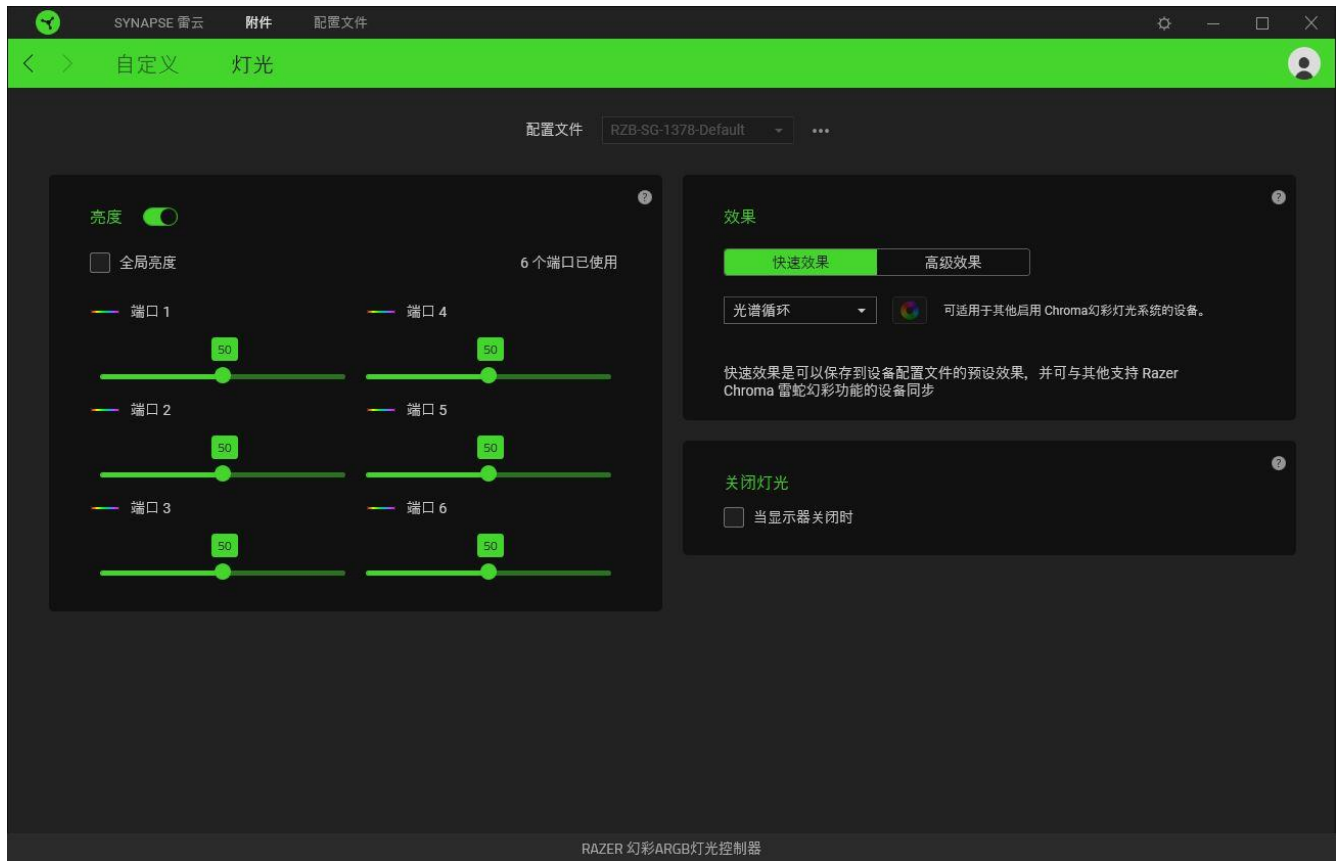 SYNAPSE 雷云 附件 配置文件
自定义 灯光
配置文件 RZB-SG-1378-Default
亮度
全局亮度 6 个端口已使用
端口 1 端口 4
50 50
端口 2 端口 5
50 50
端口 3 端口 6
50 50
效果
快速效果 高级效果
光谱循环 可适用于其他启用 Chroma幻彩灯光系统的设备。
快速效果是可以保存到设备配置文件的预设效果，并可与其他支持 Razer
Chroma 雷蛇幻彩功能的设备同步
关闭灯光
当显示器关闭时
RAZER 幻彩ARGB灯光控制器